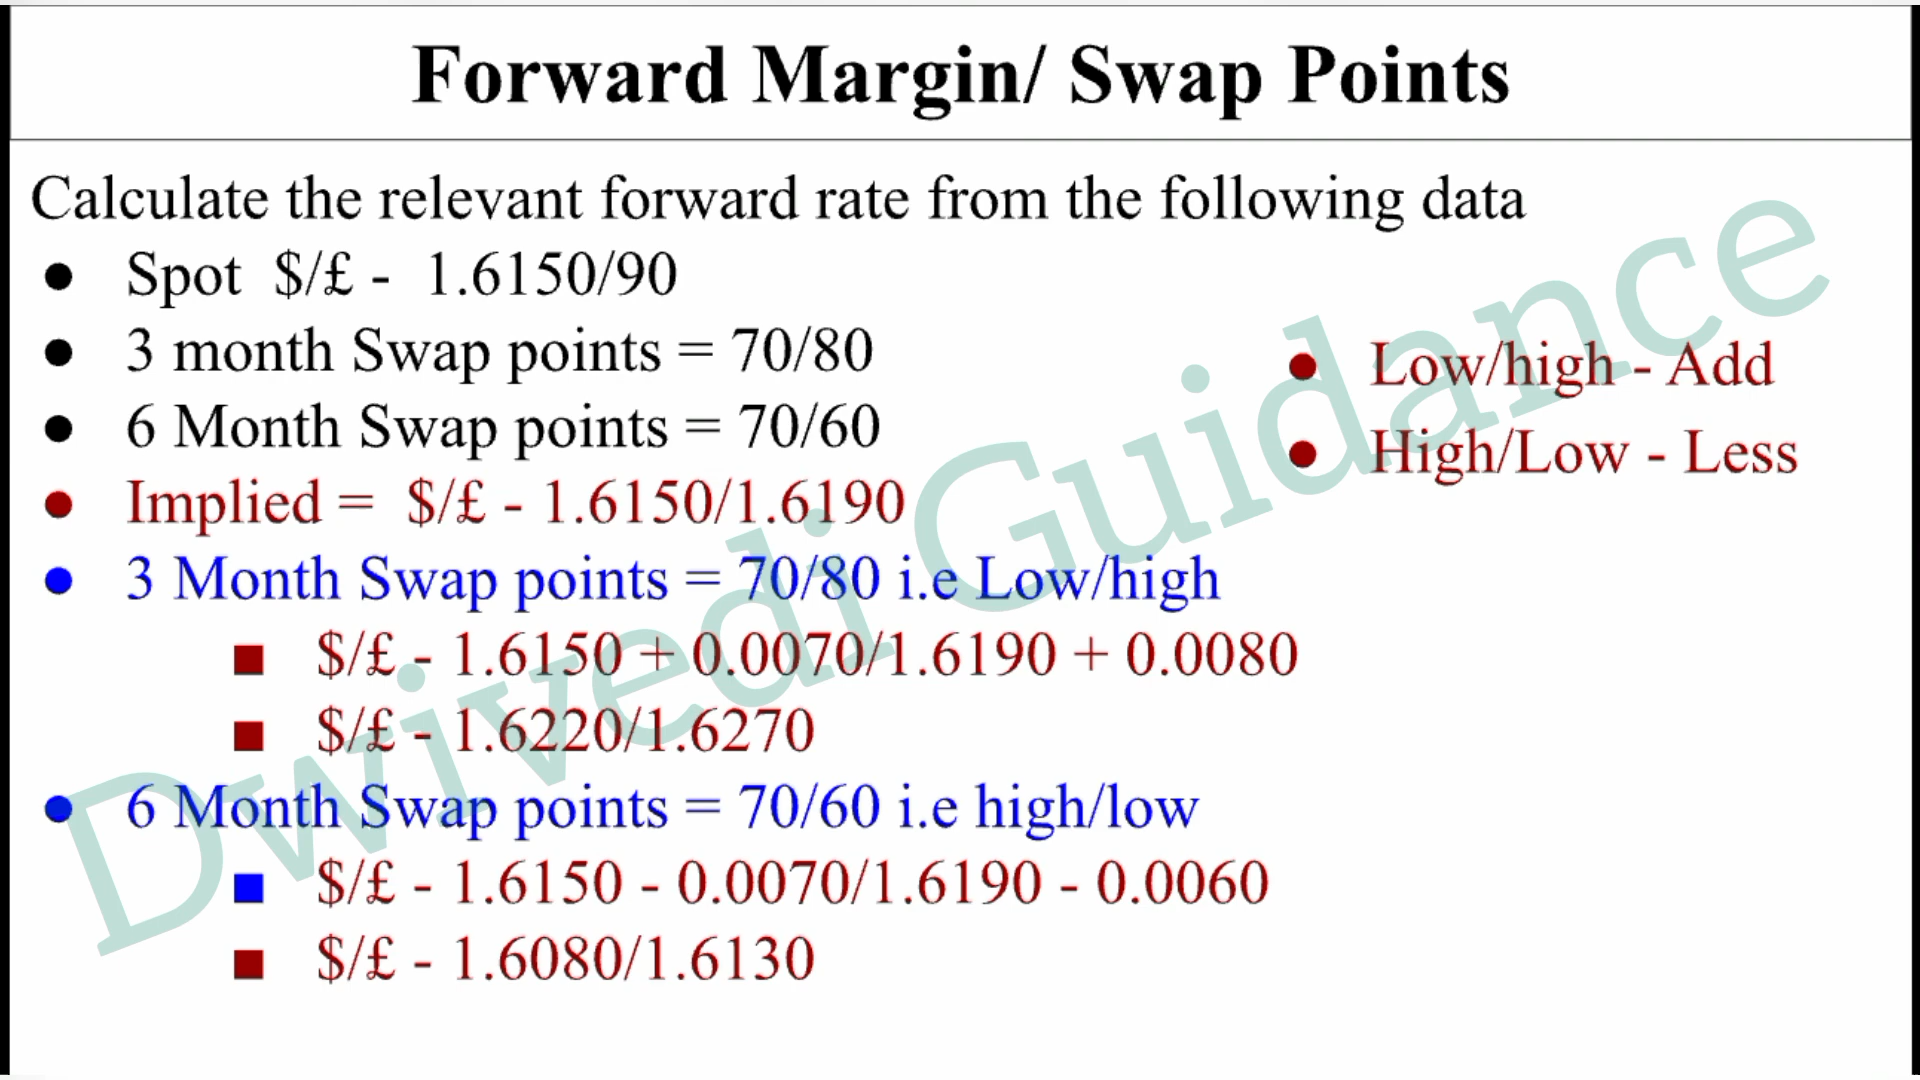 Forward Margin/ Swap Points
Calculate the relevant forward rate from the following data
● Spot $/£ - 1.6150/90
● 3 month Swap points = 70/80
● 6 Month Swap points = 70/60
● Implied = $/£ - 1.6150/1.6190
● 3 Month Swap points = 70/80 i.e Low/high
■ $/£ - 1.6150 + 0.0070/1.6190 + 0.0080
■ $/£ - 1.6220/1.6270
● 6 Month Swap points = 70/60 i.e high/low
■ $/£ - 1.6150 - 0.0070/1.6190 - 0.0060
■ $/£ - 1.6080/1.6130
● Low/high - Add
● High/Low - Less
Dwivedi Guidance